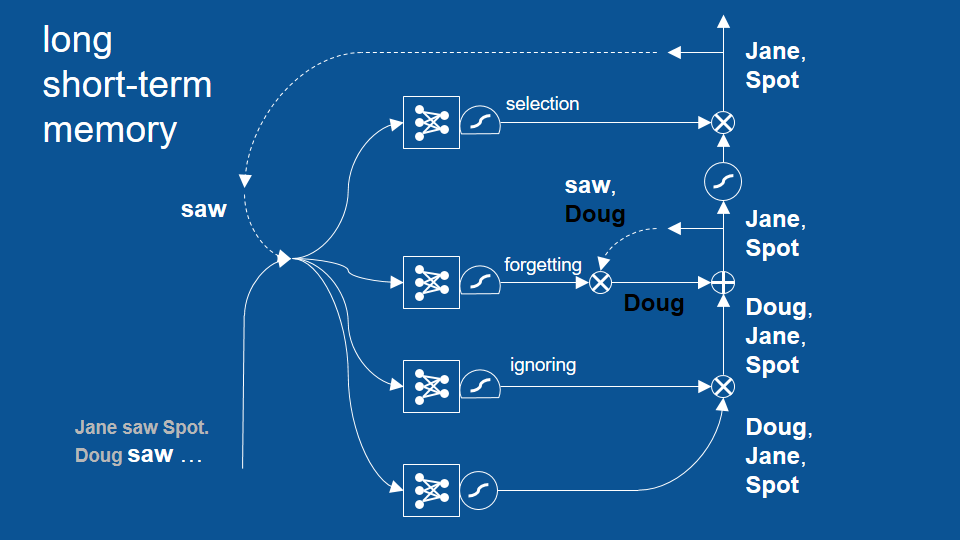 long
short-term
memory
Jane,
Spot
selection
saw,
Doug
saw
Jane,
Spot
forgetting
Doug
Doug,
Jane,
Spot
ignoring
Jane saw Spot.
Doug saw ...
Doug,
Jane,
Spot